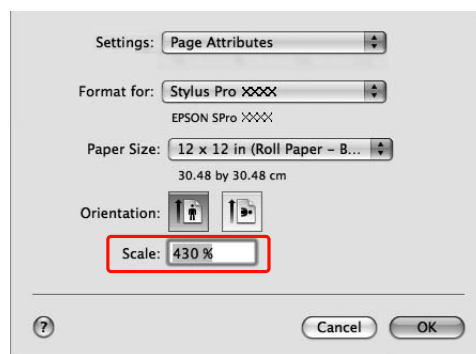 Settings: Page Attributes
Format for: Stylus Pro XXXX
EPSON SPro XXXX
Paper Size: 12 x 12 in (Roll Paper – B...
30.48 by 30.48 cm
Orientation:
Scale: 430 %
? Cancel OK